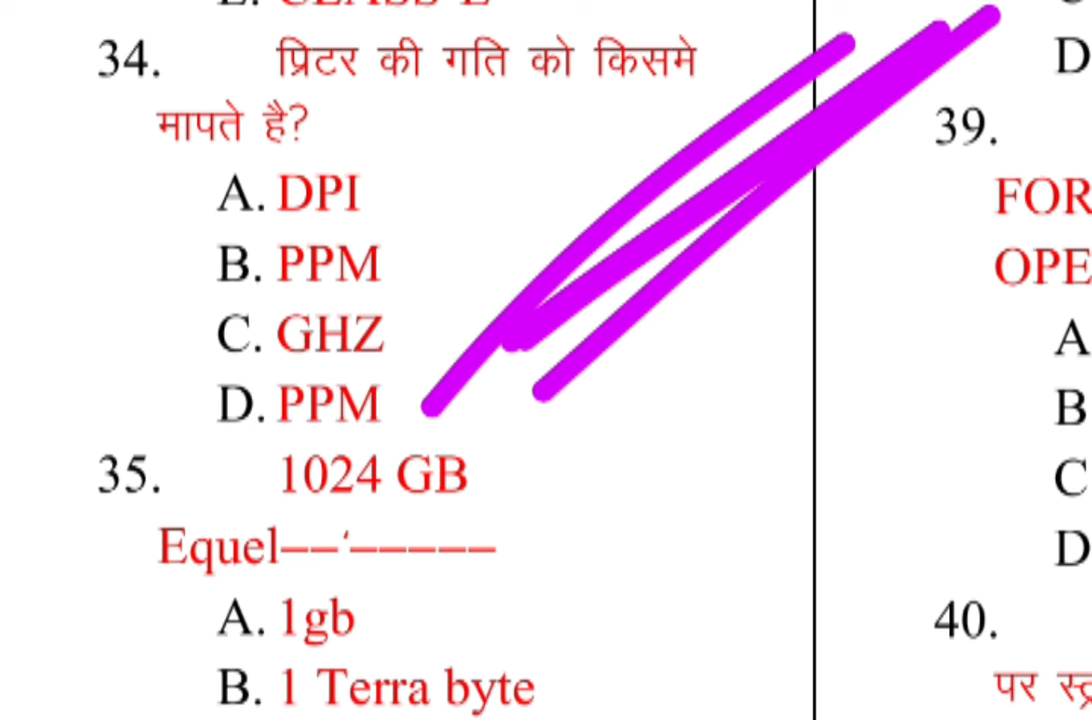 34. प्रिटर की गति को किसमे
मापते है?
A. DPI
B. PPM
C. GHZ
D. PPM
35. 1024 GB
Equel--‘-----
A. 1gb
B. 1 Terra byte
D
39.
FOR
OPE
A
B
C
D
40.
पर